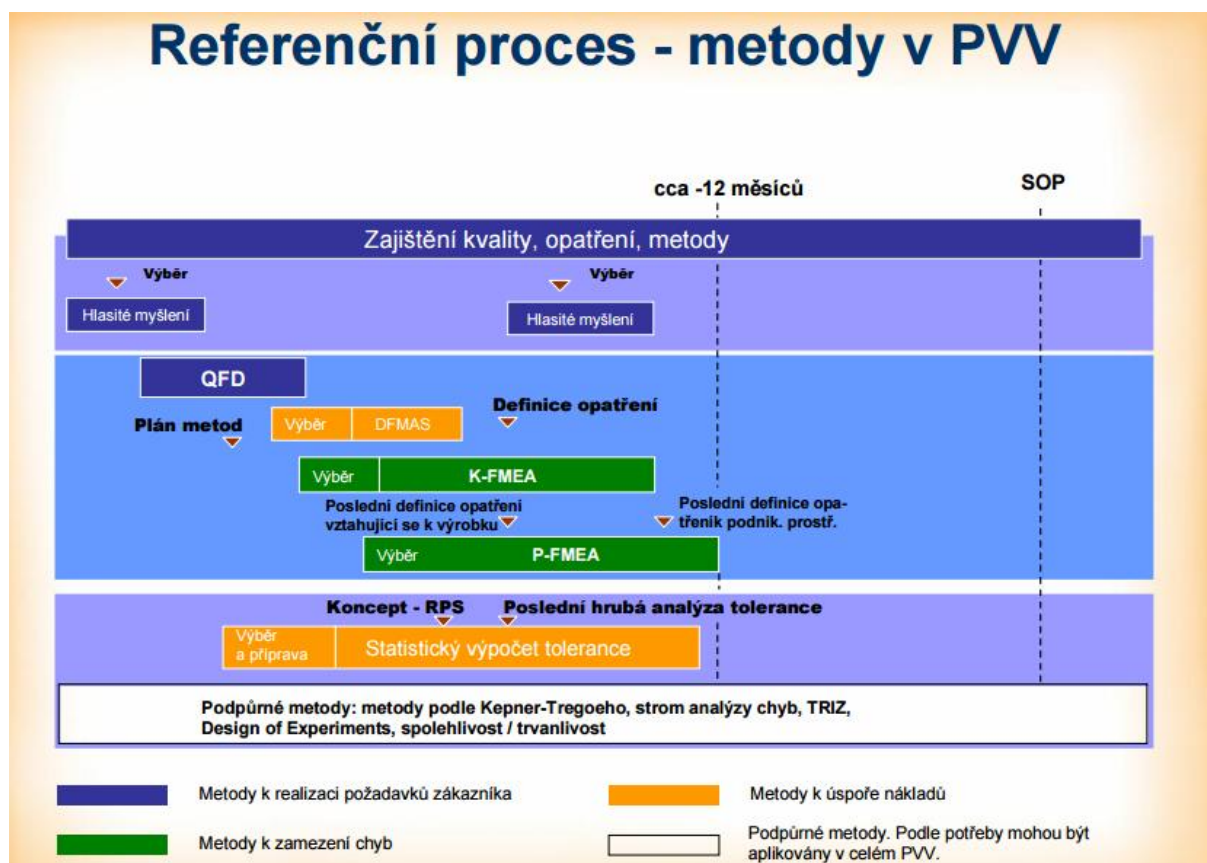 Referenční proces - metody v PVV
cca -12 měsíců
SOP
Zajištění kvality, opatření, metody
Výběr
Výběr
Hlasité myšlení
Hlasité myšlení
QFD
Definice opatření
Plán metod
Výběr
DFMAS
Výběr
K-FMEA
Poslední definice opatření
vztahující se k výrobku
Poslední definice opa-
třeník podnik. prostř.
Výběr
P-FMEA
Koncept - RPS
Poslední hrubá analýza tolerance
Výběr
a příprava
Statistický výpočet tolerance
Podpůrné metody: metody podle Kepner-Tregoeho, strom analýzy chyb, TRIZ,
Design of Experiments, spolehlivost / trvanlivost
Metody k realizaci požadavků zákazníka
Metody k úspoře nákladů
Metody k zamezení chyb
Podpůrné metody. Podle potřeby mohou být
aplikovány v celém PVV.